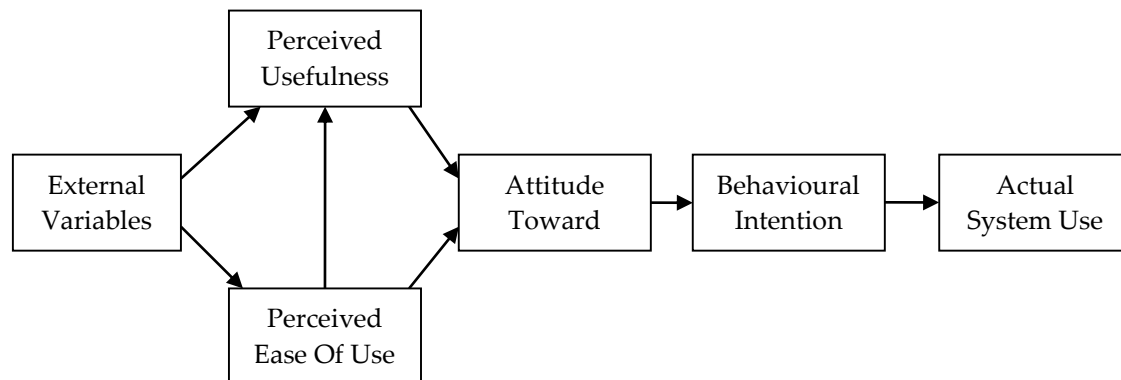 Perceived
Usefulness
External
Variables
Attitude
Toward
Behavioural
Intention
Actual
System Use
Perceived
Ease Of Use